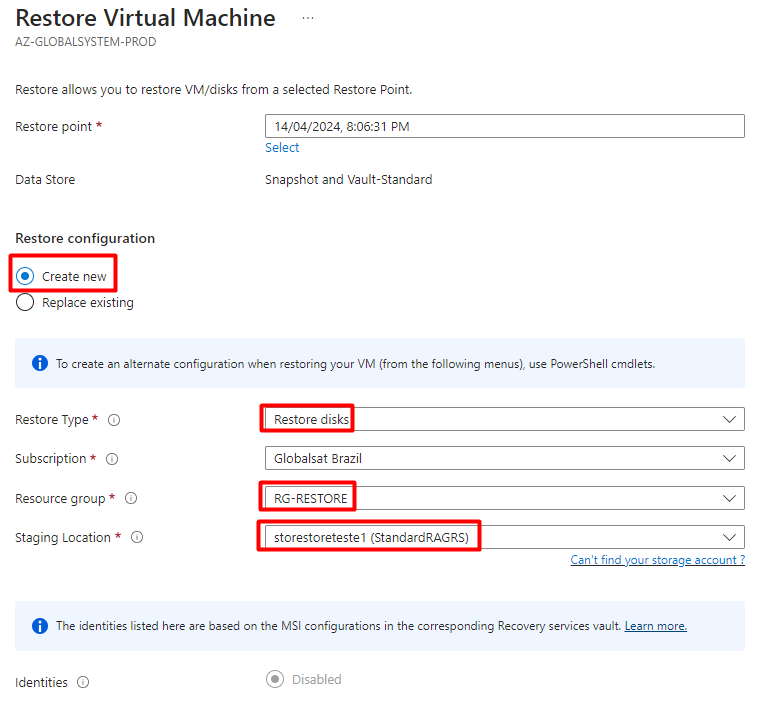 Restore Virtual Machine ...
AZ-GLOBALSYSTEM-PROD
Restore allows you to restore VM/disks from a selected Restore Point.
Restore point * 14/04/2024, 8:06:31 PM
Select
Data Store Snapshot and Vault-Standard
Restore configuration
Create new
Replace existing
To create an alternate configuration when restoring your VM (from the following menus), use PowerShell cmdlets.
Restore Type * Restore disks
Subscription * Globalsat Brazil
Resource group * RG-RESTORE
Staging Location * storestoreteste1 (StandardRAGRS)
Can't find your storage account ?
The identities listed here are based on the MSI configurations in the corresponding Recovery services vault. Learn more.
Identities Disabled